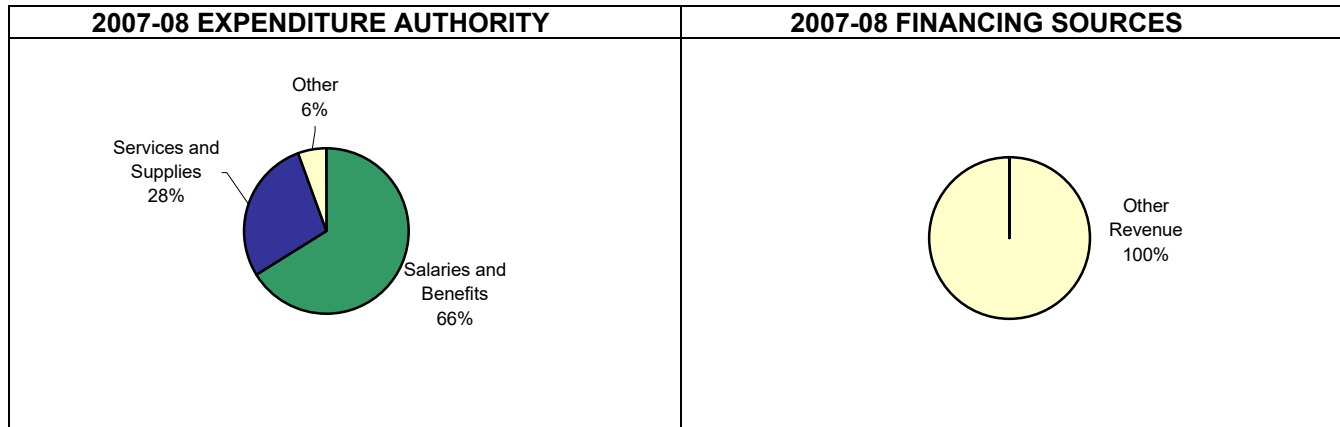 2007-08 EXPENDITURE AUTHORITY
Other
6%
Services and
Supplies
28%
Salaries and
Benefits
66%
2007-08 FINANCING SOURCES
Other
Revenue
100%